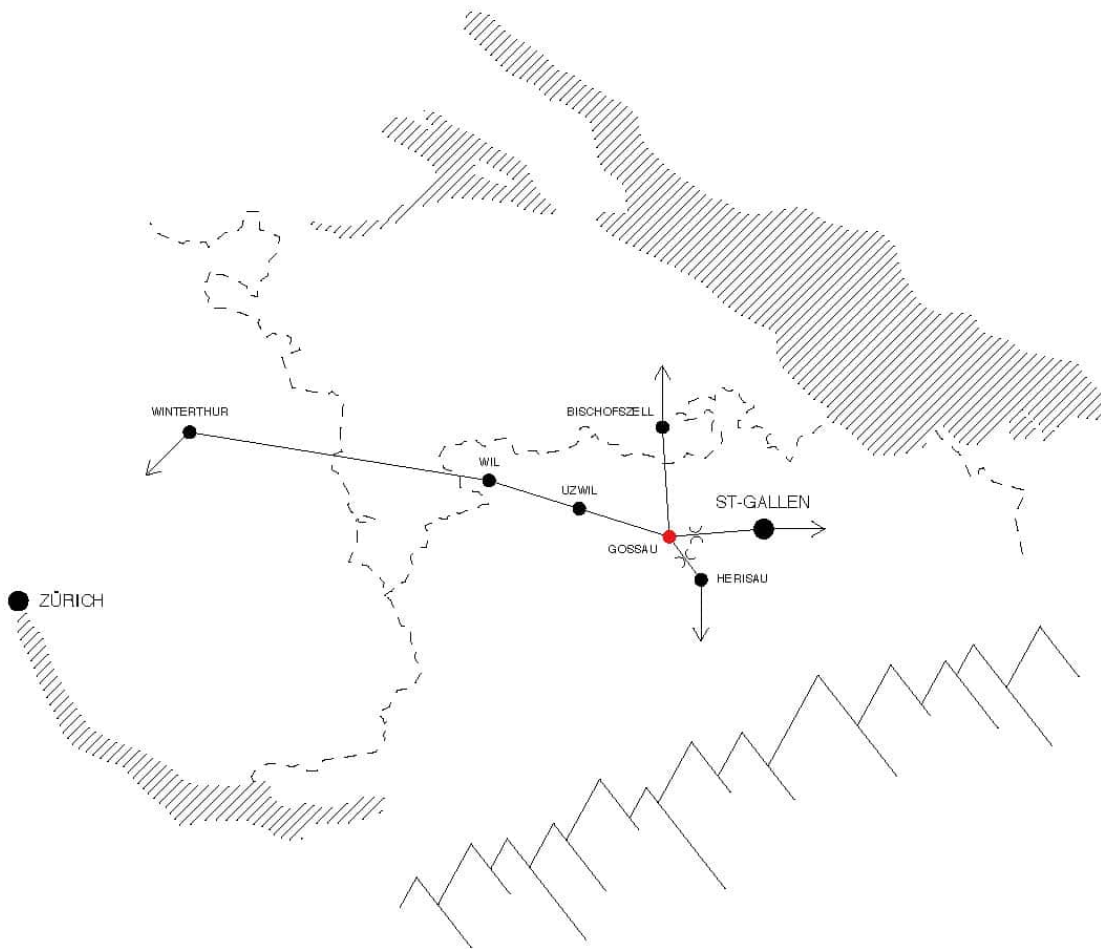 WINTERTHUR
BISCHOFSZELL
WIL
UZWIL
ST-GALLEN
GOSSAU
HERISAU
ZÜRICH